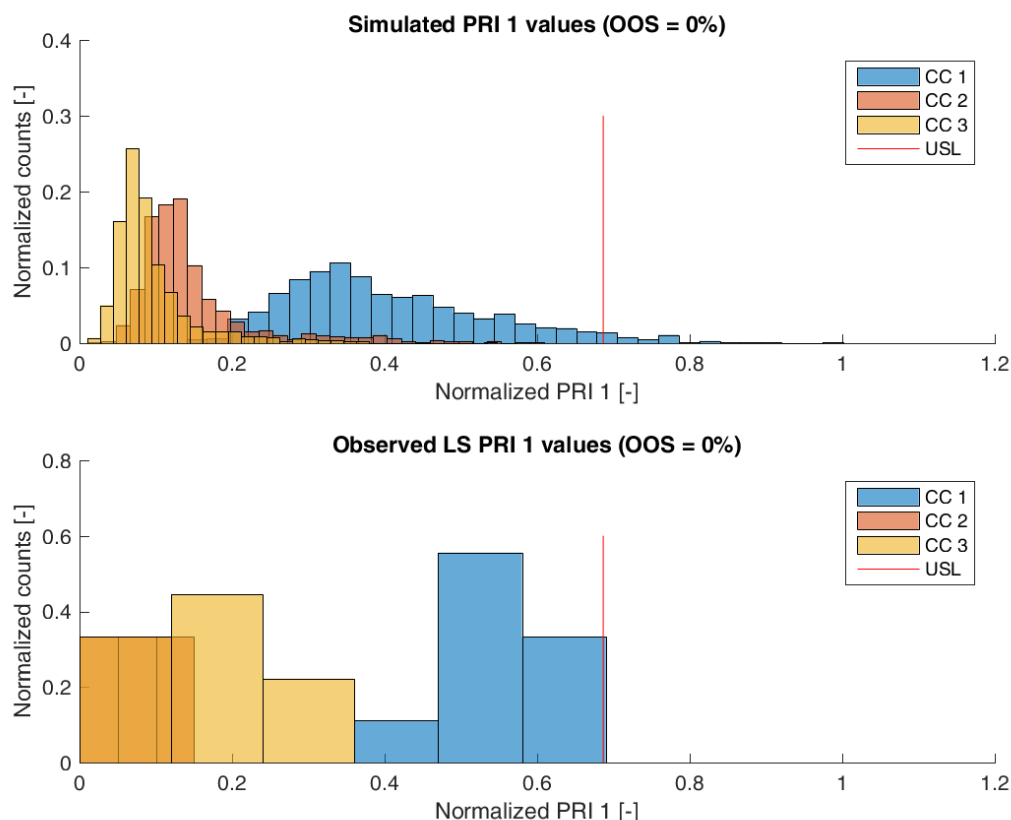 Simulated PRI 1 values (OOS = 0%)
0.4
0.3
0.2
0.1
0
Normalized counts [-]
CC 1
CC 2
CC 3
USL
0 0.2 0.4 0.6 0.8 1 1.2
Normalized PRI 1 [-]
Observed LS PRI 1 values (OOS = 0%)
0.8
0.6
0.4
0.2
0
Normalized counts [-]
CC 1
CC 2
CC 3
USL
0 0.2 0.4 0.6 0.8 1 1.2
Normalized PRI 1 [-]